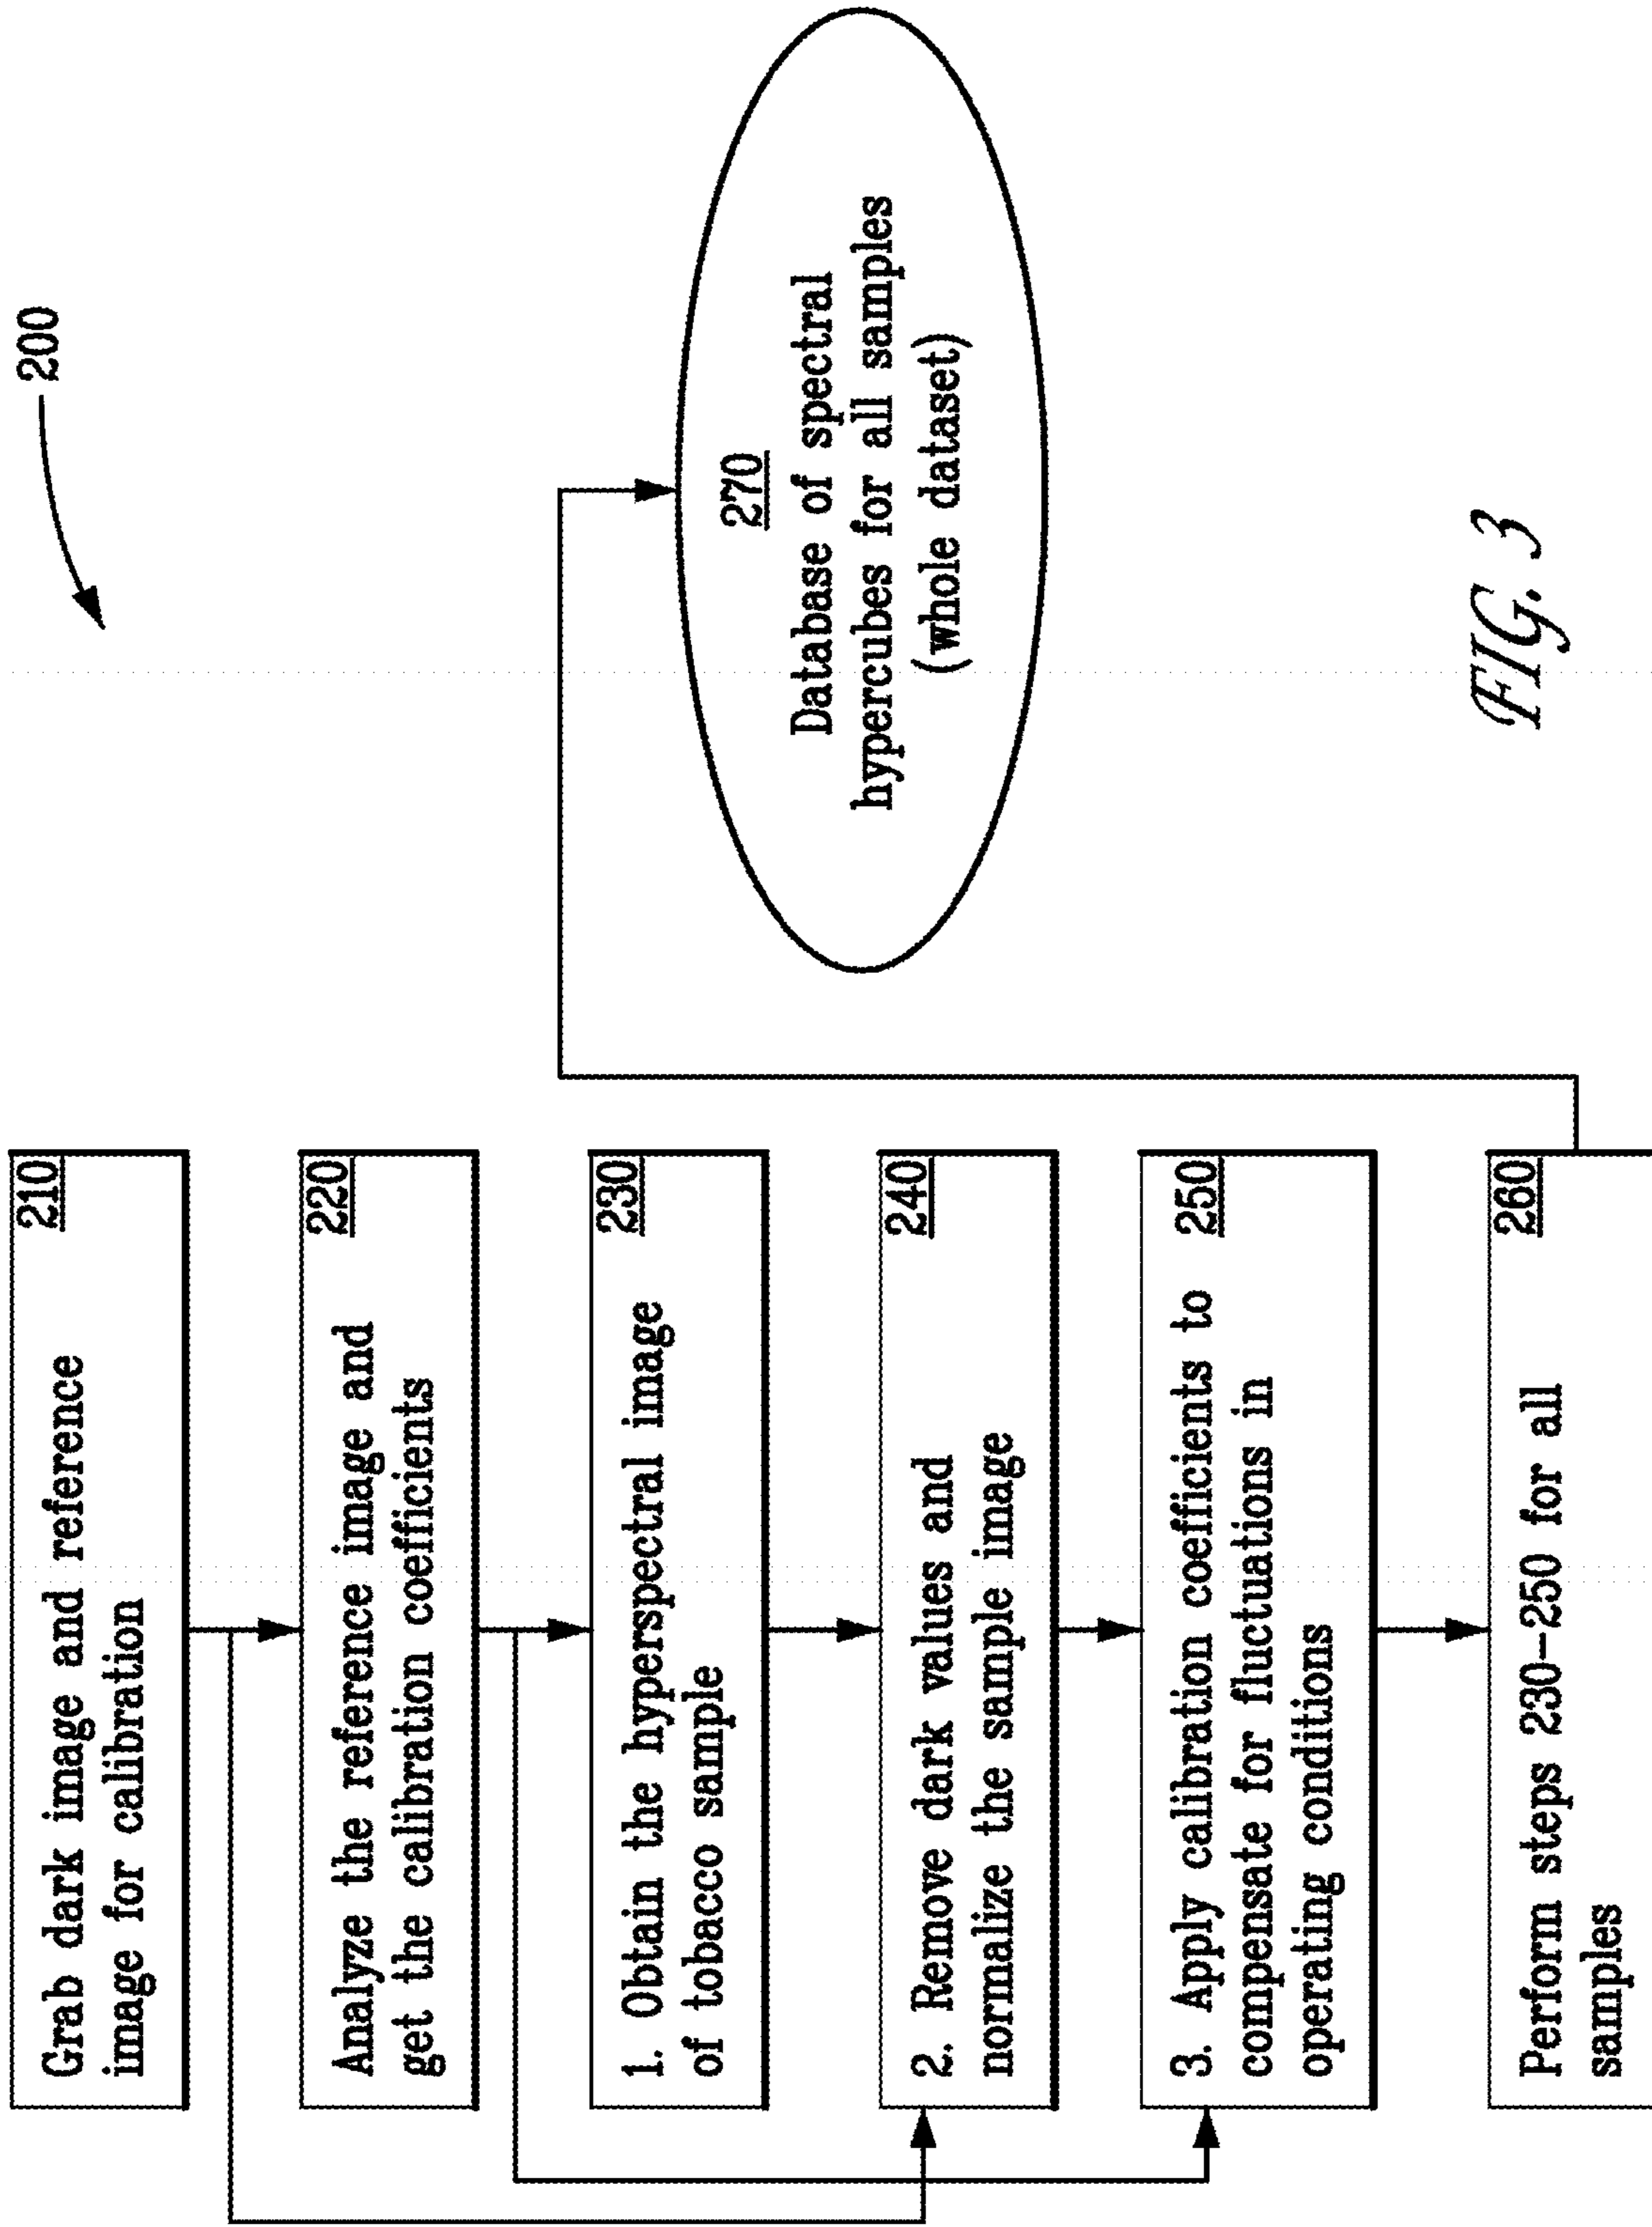 200
210
Grab dark image and reference
image for calibration
220
Analyze the reference image and
get the calibration coefficients
230
1. Obtain the hyperspectral image
of tobacco sample
240
2. Remove dark values and
normalize the sample image
250
3. Apply calibration coefficients to
compensate for fluctuations in
operating conditions
260
Perform steps 230-250 for all
samples
270
Database of spectral
hypercubes for all samples
(whole dataset)
FIG. 3